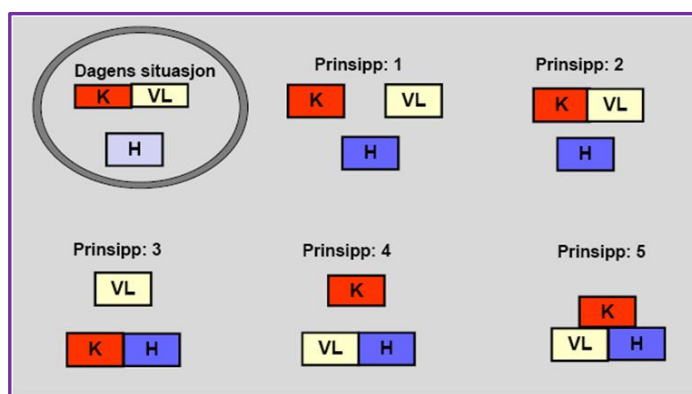 Dagens situasjon
K VL
H
Prinsipp: 1
K VL
H
Prinsipp: 2
K VL
H
Prinsipp: 3
VL
K H
Prinsipp: 4
K
VL H
Prinsipp: 5
K
VL H